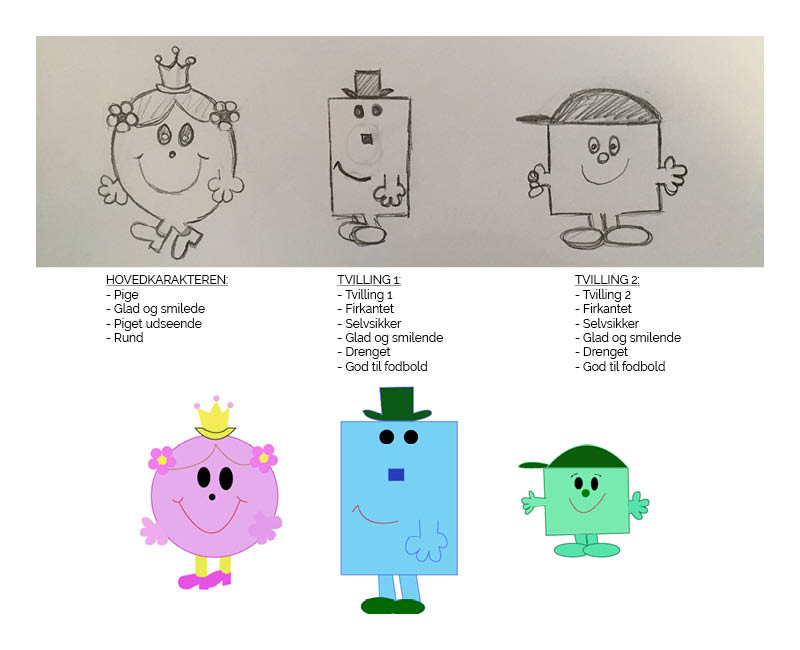 HOVEDKARAKTEREN:
- Pige
- Glad og smilede
- Piget udseende
- Rund
TVILLING 1:
- Tvilling 1
- Firkantet
- Selvsikker
- Glad og smilende
- Drenget
- God til fodbold
TVILLING 2:
- Tvilling 2
- Firkantet
- Selvsikker
- Glad og smilende
- Drenget
- God til fodbold